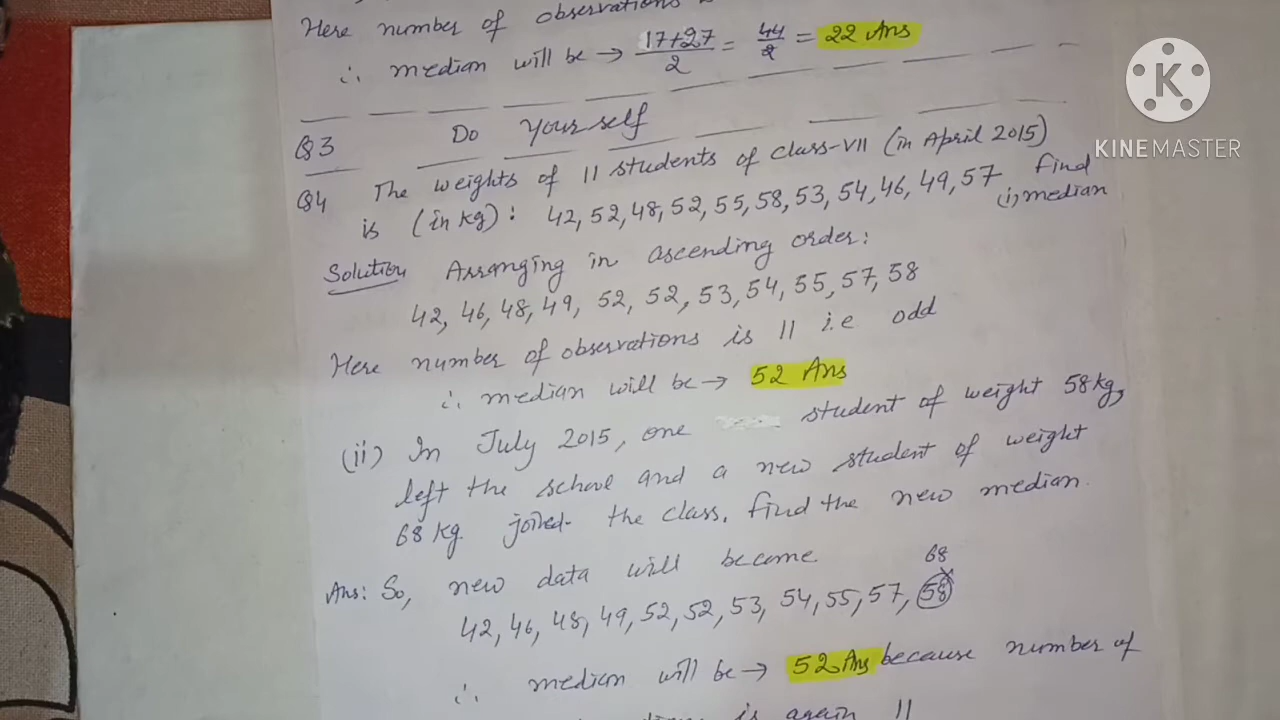 Here number of observations
∴ median will be → 17+27/2 = 44/2 = 22 Ans
Q3 Do Yourself
Q4 The weights of 11 students of class-VII (in April 2015)
is (in kg): 42, 52, 48, 52, 55, 58, 53, 54, 46, 49, 57 Find
(i) median
Solution Arranging in ascending order:
42, 46, 48, 49, 52, 52, 53, 54, 55, 57, 58
Here number of observations is 11 i.e odd
∴ median will be → 52 Ans
(ii) In July 2015, one student of weight 58kg,
left the school and a new student of weight
68 kg. joined the class. find the new median.
68
Ans: So, new data will become
42, 46, 48, 49, 52, 52, 53, 54, 55, 57, 58
∴ median will be → 52 Ans because number of
is again 11
K
KINEMASTER